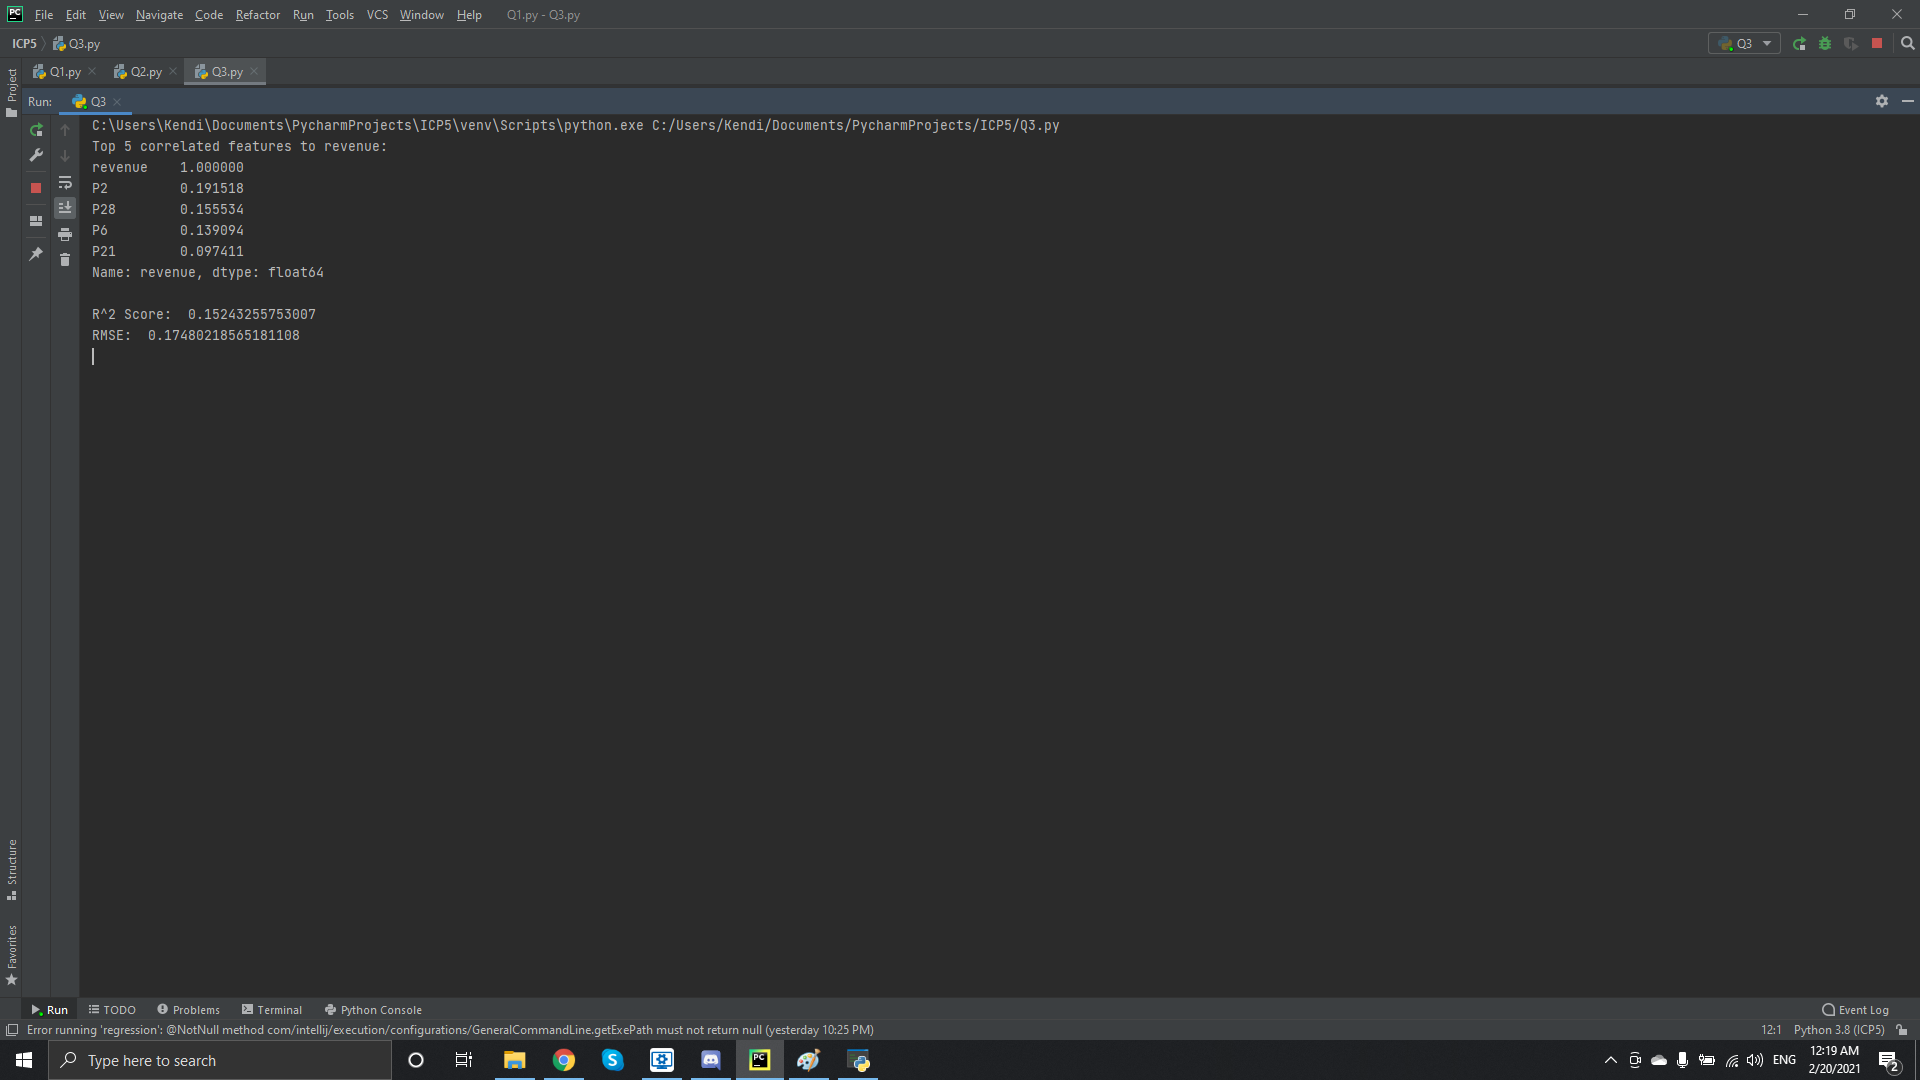 PC File Edit View Navigate Code Refactor Run Tools VCS Window Help Q1.py - Q3.py
ICP5 Q3.py Q3
Project
Q1.py Q2.py Q3.py
Run: Q3
C:\Users\Kendi\Documents\PycharmProjects\ICP5\venv\Scripts\python.exe C:/Users/Kendi/Documents/PycharmProjects/ICP5/Q3.py
Top 5 correlated features to revenue:
revenue    1.000000
P2         0.191518
P28        0.155534
P6         0.139094
P21        0.097411
Name: revenue, dtype: float64
R^2 Score:  0.15243255753007
RMSE:  0.17480218565181108
Structure
Favorites
Run TODO Problems Terminal Python Console Event Log
Error running 'regression': @NotNull method com/intellij/execution/configurations/GeneralCommandLine.getExePath must not return null (yesterday 10:25 PM) 12:1 Python 3.8 (ICP5)
Type here to search PC ENG 12:19 AM
2/20/2021 2